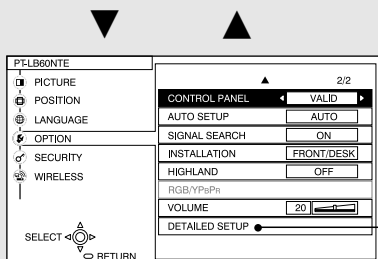 PT-LB60NTE
PICTURE
POSITION
LANGUAGE
OPTION
SECURITY
WIRELESS
SELECT
RETURN
2/2
CONTROL PANEL VALID
AUTO SETUP AUTO
SIGNAL SEARCH ON
INSTALLATION FRONT/DESK
HIGHLAND OFF
RGB/YPBPR
VOLUME 20
DETAILED SETUP